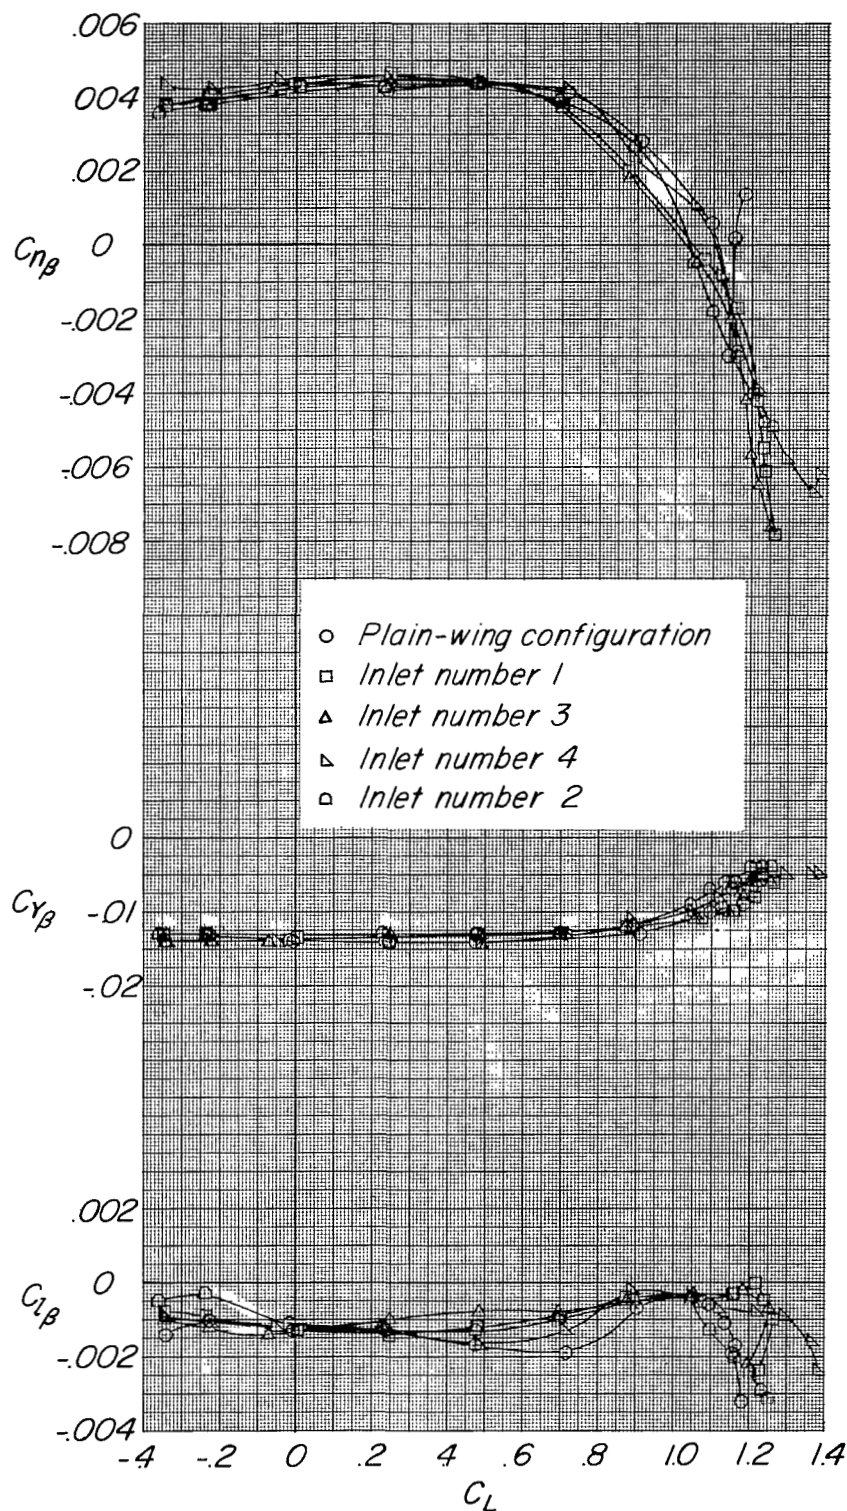 .006
.004
.002
0
-.002
-.004
-.006
-.008
Cnβ
○ Plain-wing configuration
□ Inlet number 1
Inlet number 3
Inlet number 4
Inlet number 2
0
-.01
-.02
CYβ
.002
0
-.002
-.004
Clβ
-.4 -.2 0 .2 .4 .6 .8 1.0 1.2 1.4
CL